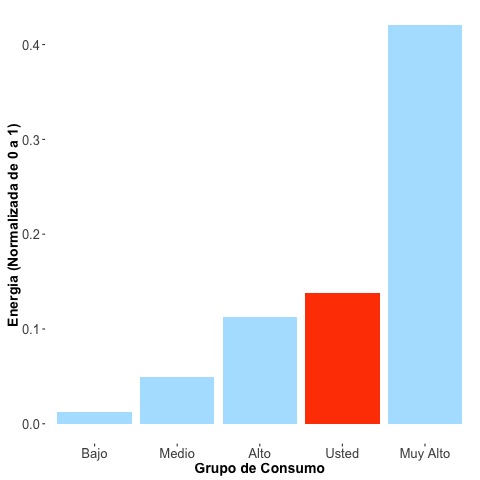 Energia (Normalizada de 0 a 1)
0.4
0.3
0.2
0.1
0.0
Bajo Medio Alto Usted Muy Alto
Grupo de Consumo